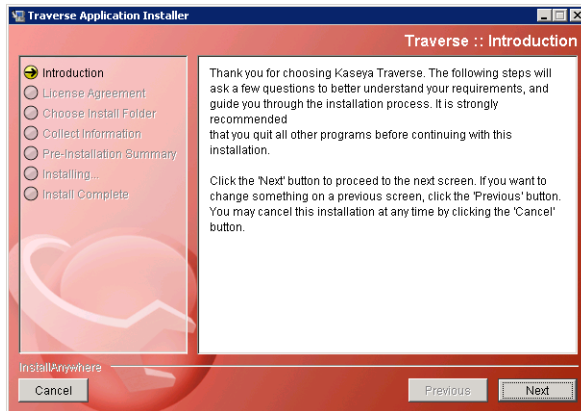 Traverse Application Installer
Traverse :: Introduction
Introduction
License Agreement
Choose Install Folder
Collect Information
Pre-Installation Summary
Installing...
Install Complete
Thank you for choosing Kaseya Traverse. The following steps will
ask a few questions to better understand your requirements, and
guide you through the installation process. It is strongly
recommended
that you quit all other programs before continuing with this
installation.
Click the 'Next' button to proceed to the next screen. If you want to
change something on a previous screen, click the 'Previous' button.
You may cancel this installation at any time by clicking the 'Cancel'
button.
InstallAnywhere
Cancel
Previous
Next